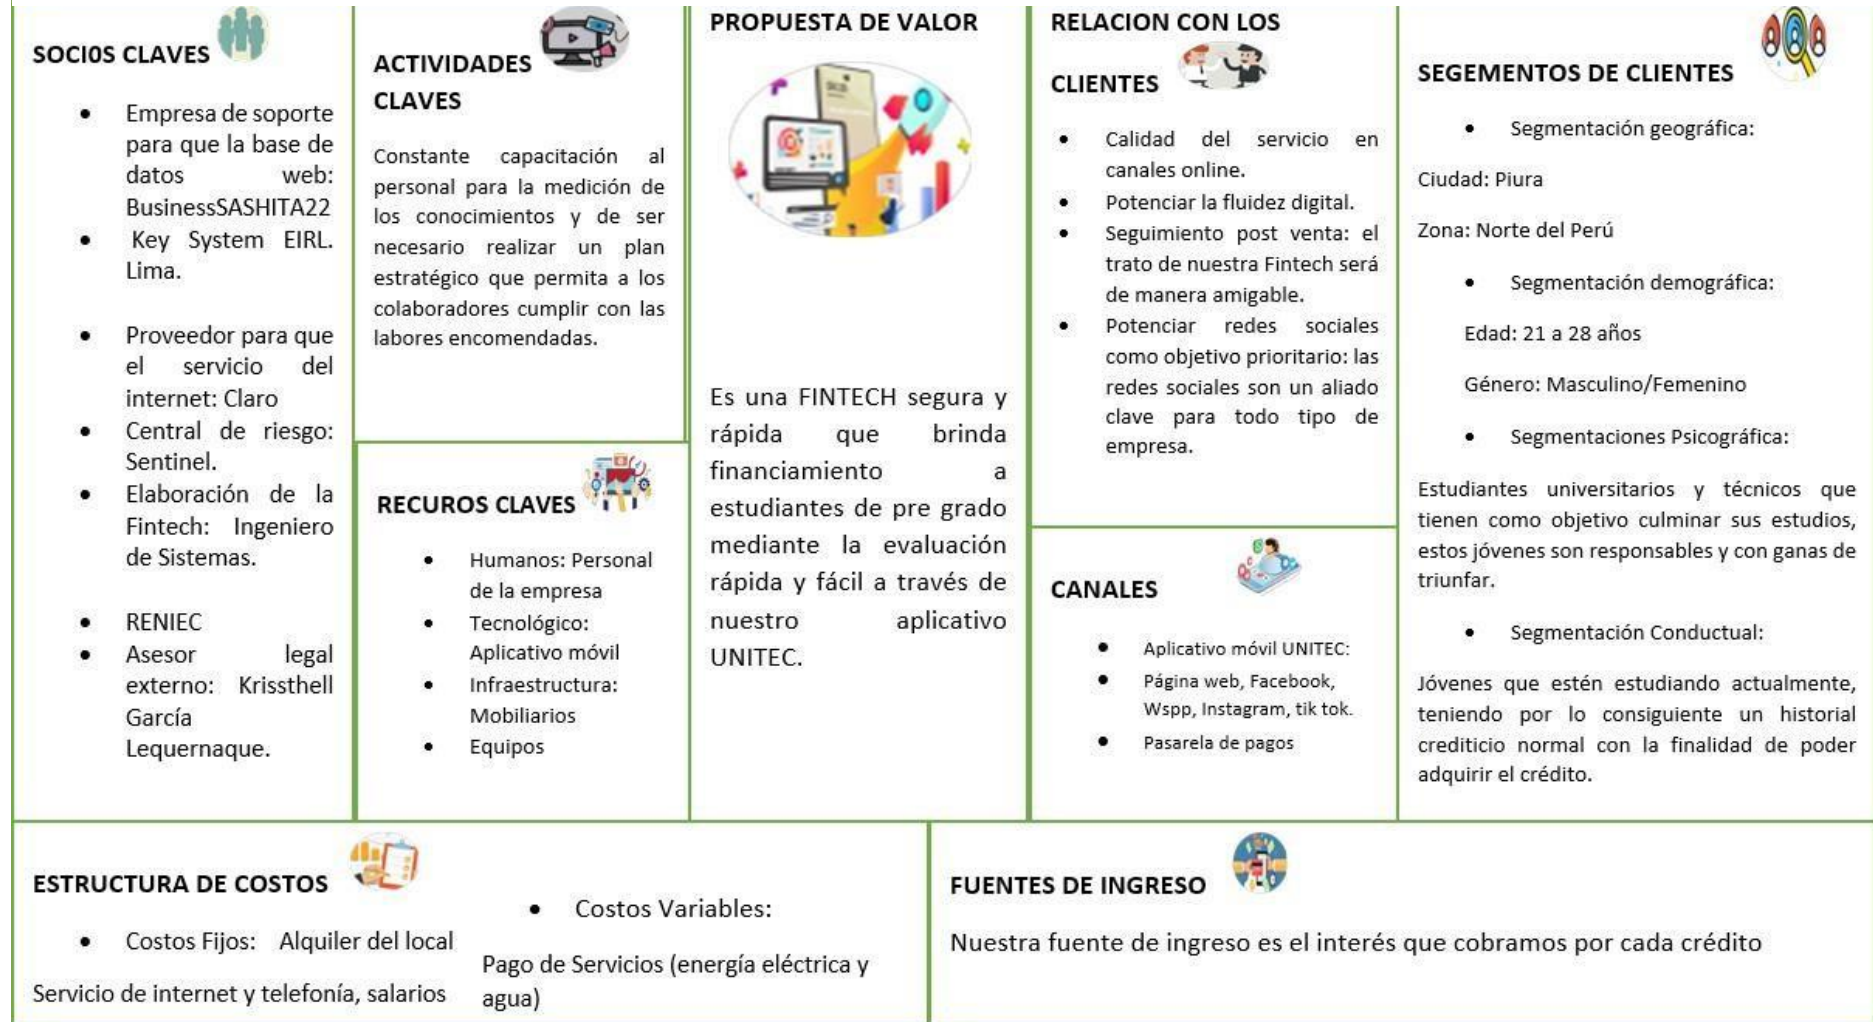 SOCI0S CLAVES
Empresa de soporte
para que la base de
datos web:
BusinessSASHITA22
Key System EIRL.
Lima.
Proveedor para que
el servicio del
internet: Claro
Central de riesgo:
Sentinel.
Elaboración de la
Fintech: Ingeniero
de Sistemas.
RENIEC
Asesor legal
externo: Krissthell
García
Lequernaque.
ACTIVIDADES
CLAVES
Constante capacitación al
personal para la medición de
los conocimientos y de ser
necesario realizar un plan
estratégico que permita a los
colaboradores cumplir con las
labores encomendadas.
RECUROS CLAVES
Humanos: Personal
de la empresa
Tecnológico:
Aplicativo móvil
Infraestructura:
Mobiliarios
Equipos
PROPUESTA DE VALOR
Es una FINTECH segura y
rápida que brinda
financiamiento a
estudiantes de pre grado
mediante la evaluación
rápida y fácil a través de
nuestro aplicativo
UNITEC.
RELACION CON LOS
CLIENTES
Calidad del servicio en
canales online.
Potenciar la fluidez digital.
Seguimiento post venta: el
trato de nuestra Fintech será
de manera amigable.
Potenciar redes sociales
como objetivo prioritario: las
redes sociales son un aliado
clave para todo tipo de
empresa.
CANALES
Aplicativo móvil UNITEC:
Página web, Facebook,
Wspp, Instagram, tik tok.
Pasarela de pagos
SEGEMENTOS DE CLIENTES
Segmentación geográfica:
Ciudad: Piura
Zona: Norte del Perú
Segmentación demográfica:
Edad: 21 a 28 años
Género: Masculino/Femenino
Segmentaciones Psicográfica:
Estudiantes universitarios y técnicos que
tienen como objetivo culminar sus estudios,
estos jóvenes son responsables y con ganas de
triunfar.
Segmentación Conductual:
Jóvenes que estén estudiando actualmente,
teniendo por lo consiguiente un historial
crediticio normal con la finalidad de poder
adquirir el crédito.
ESTRUCTURA DE COSTOS
Costos Fijos: Alquiler del local
Servicio de internet y telefonía, salarios
Costos Variables:
Pago de Servicios (energía eléctrica y
agua)
FUENTES DE INGRESO
Nuestra fuente de ingreso es el interés que cobramos por cada crédito